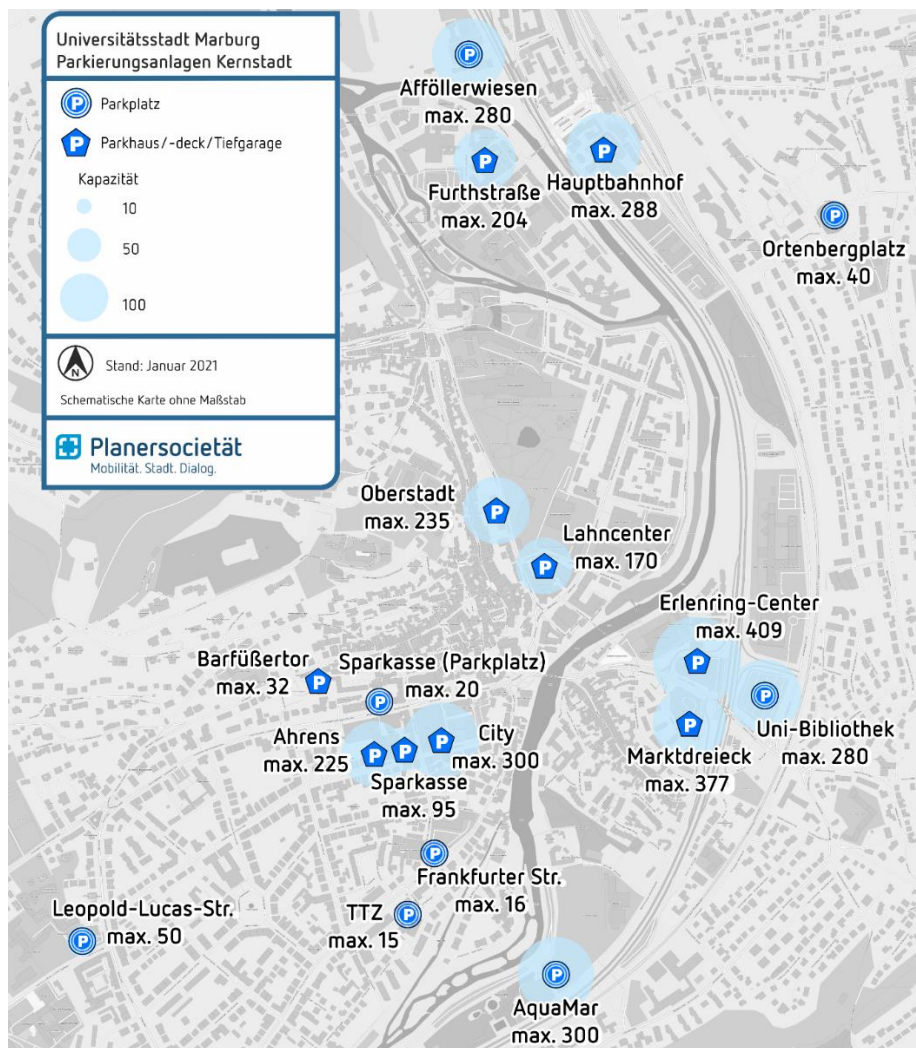 Universitätsstadt Marburg
Parkierungsanlagen Kernstadt
P Parkplatz
P Parkhaus/-deck/Tiefgarage
Kapazität
10
50
100
N
Stand: Januar 2021
Schematische Karte ohne Maßstab
Planersocietät
Mobilität. Stadt. Dialog.
P
Afföllerwiesen
max. 280
P
Furthstraße
max. 204
P
Hauptbahnhof
max. 288
P
Ortenbergplatz
max. 40
Oberstadt
max. 235
P
Lahncenter
max. 170
P
Erlenring-Center
max. 409
P
Barfüßertor
max. 32
P
Sparkasse (Parkplatz)
max. 20
P
Uni-Bibliothek
max. 280
P
Marktdreieck
max. 377
P
Ahrens
max. 225
P
Sparkasse
max. 95
P
City
max. 300
P
Frankfurter Str.
max. 16
P
TTZ
max. 15
P
Leopold-Lucas-Str.
max. 50
P
AquaMar
max. 300
P